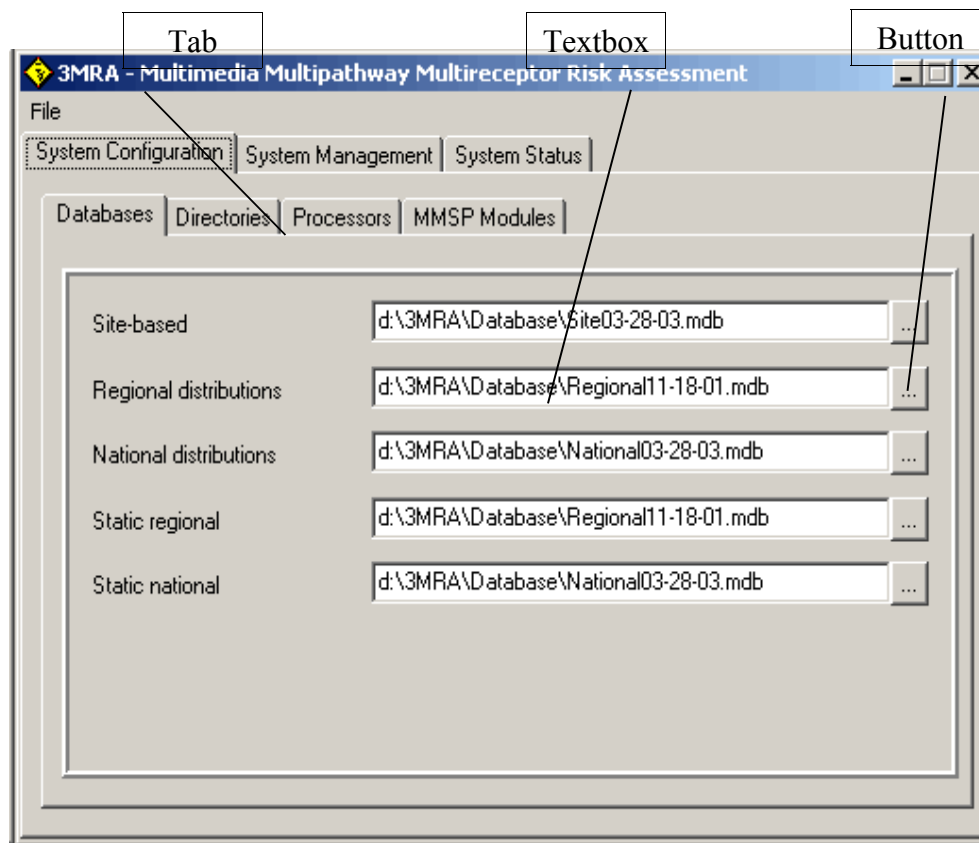 Tab Textbox Button
3MRA - Multimedia Multipathway Multireceptor Risk Assessment
File
System Configuration System Management System Status
Databases Directories Processors MMSP Modules
Site-based d:\3MRA\Database\Site03-28-03.mdb ...
Regional distributions d:\3MRA\Database\Regional11-18-01.mdb ...
National distributions d:\3MRA\Database\National03-28-03.mdb ...
Static regional d:\3MRA\Database\Regional11-18-01.mdb ...
Static national d:\3MRA\Database\National03-28-03.mdb ...